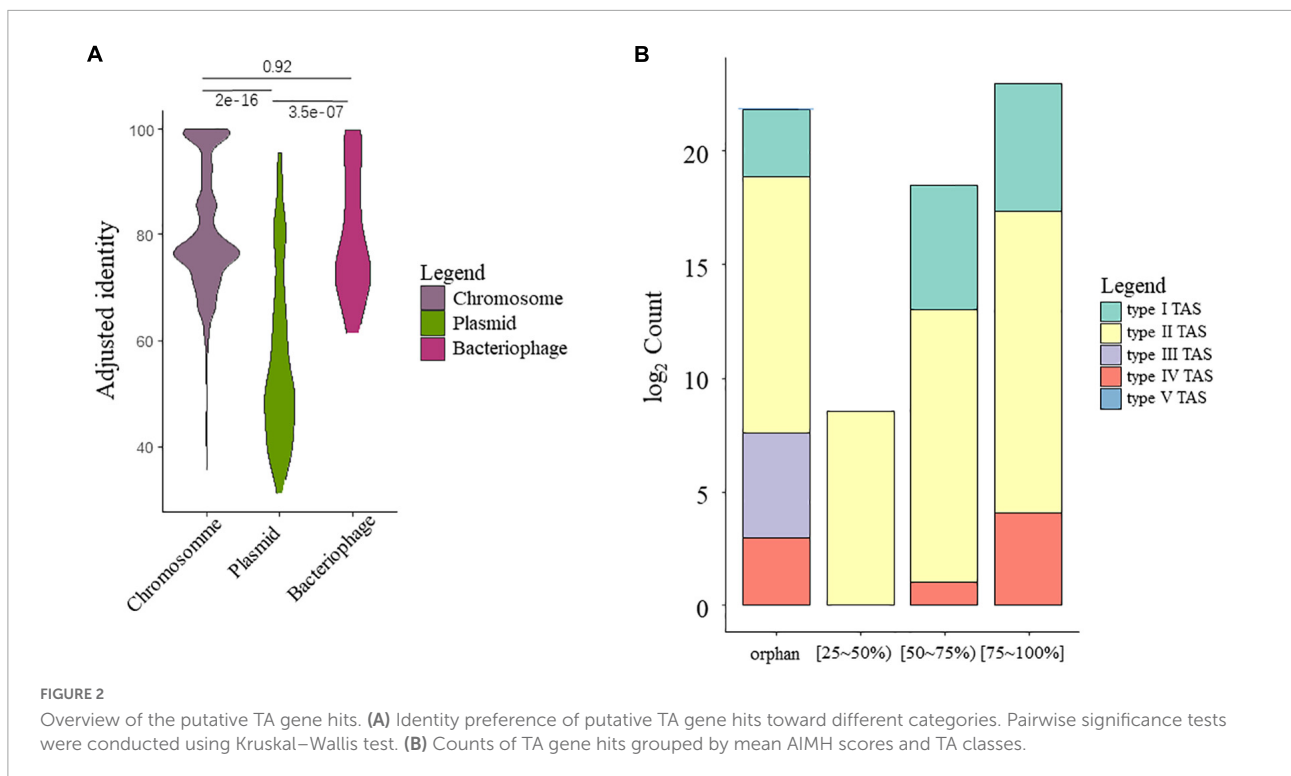 A
0.92
2e-16
3.5e-07
100
80
60
40
Adjusted identity
Chromosomme
Plasmid
Bacteriophage
Legend
Chromosome
Plasmid
Bacteriophage
B
20
15
10
5
0
log2 Count
orphan
[25~50%)
[50~75%)
[75~100%]
Legend
type I TAS
type II TAS
type III TAS
type IV TAS
type V TAS
FIGURE 2
Overview of the putative TA gene hits. (A) Identity preference of putative TA gene hits toward different categories. Pairwise significance tests
were conducted using Kruskal–Wallis test. (B) Counts of TA gene hits grouped by mean AIMH scores and TA classes.